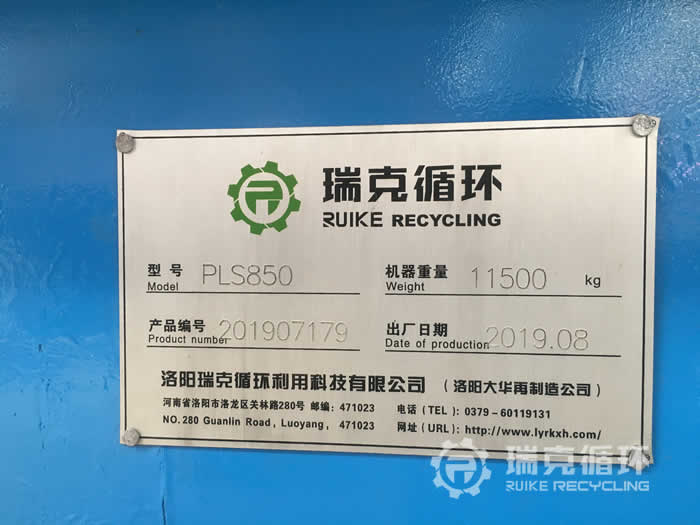 瑞克循环
RUIKE RECYCLING
型号 PLS850 机器重量 11500 kg
Model Weight
产品编号 201907179 出厂日期 2019.08
Product number Date of production
洛阳瑞克循环利用科技有限公司 (洛阳大华再制造公司)
河南省洛阳市洛龙区关林路280号 邮编: 471023 电话 (TEL): 0379-60119131
NO.280 Guanlin Road, Luoyang, 471023 网址 (URL): http://www.lyrkxh.com/
瑞克循环
RUIKE RECYCLING